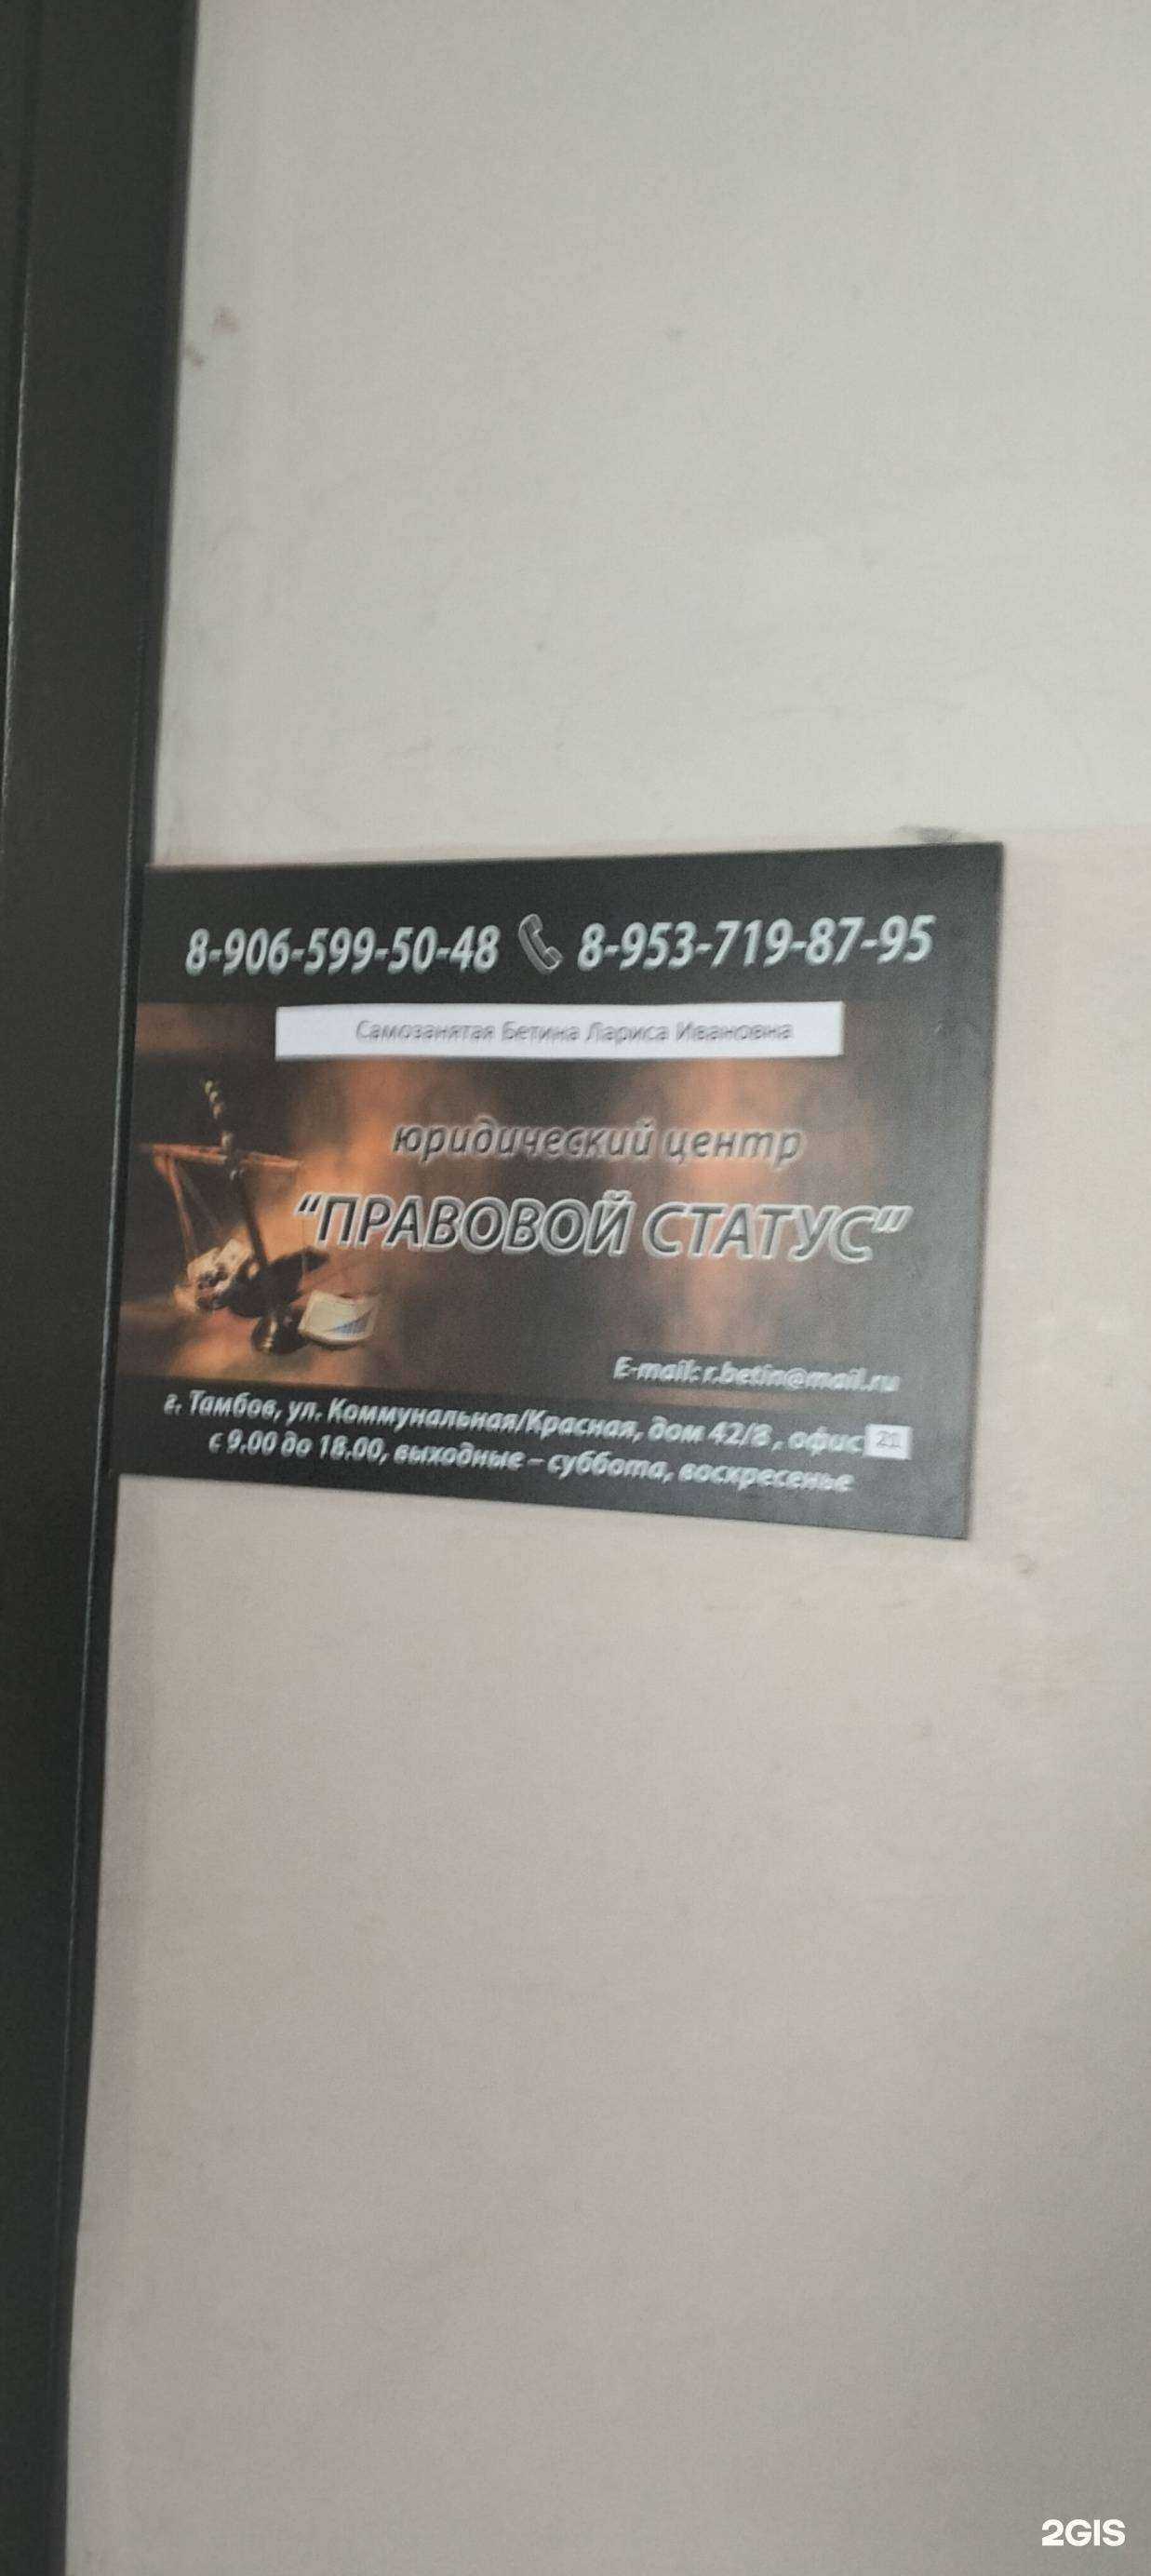 8-906-599-50-48 8-953-719-87-95
Самозанятая Бетина Лариса Ивановна
юридический центр
“ПРАВОВОЙ СТАТУС”
E-mail: r.betin@mail.ru
г. Тамбов, ул. Коммунальная/Красная, дом 42/8 , офис 21
с 9.00 до 18.00, выходные – суббота, воскресенье
2GIS